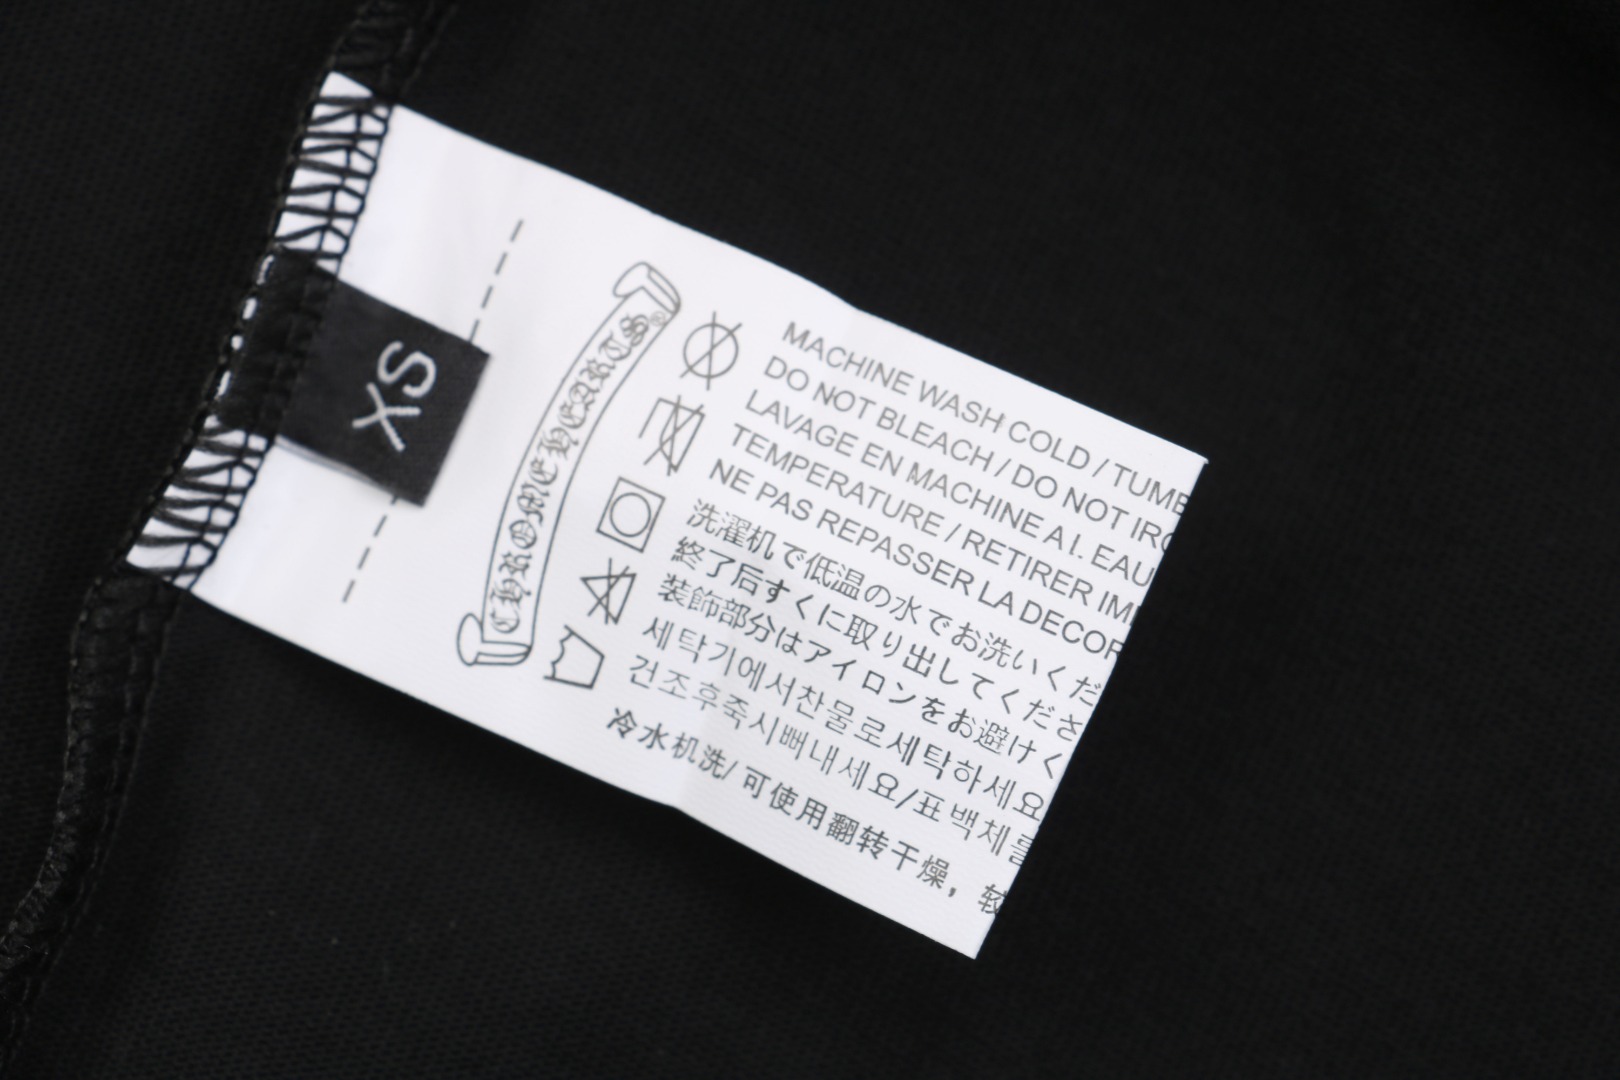 XS
CHROME HEARTS®
MACHINE WASH COLD / TUMB
DO NOT BLEACH / DO NOT IRO
LAVAGE EN MACHINE A L EAU
TEMPERATURE / RETIRER IM
NE PAS REPASSER LA DECOR
洗濯机で低温の水でお洗いくだ
終了后すくに取り出してくださ
装飾部分はアイロンをお避けく
세탁기에서찬물로세탁하세요
건조후죽시빼내세요/표백체를
冷水机洗/可使用翻转干燥，较